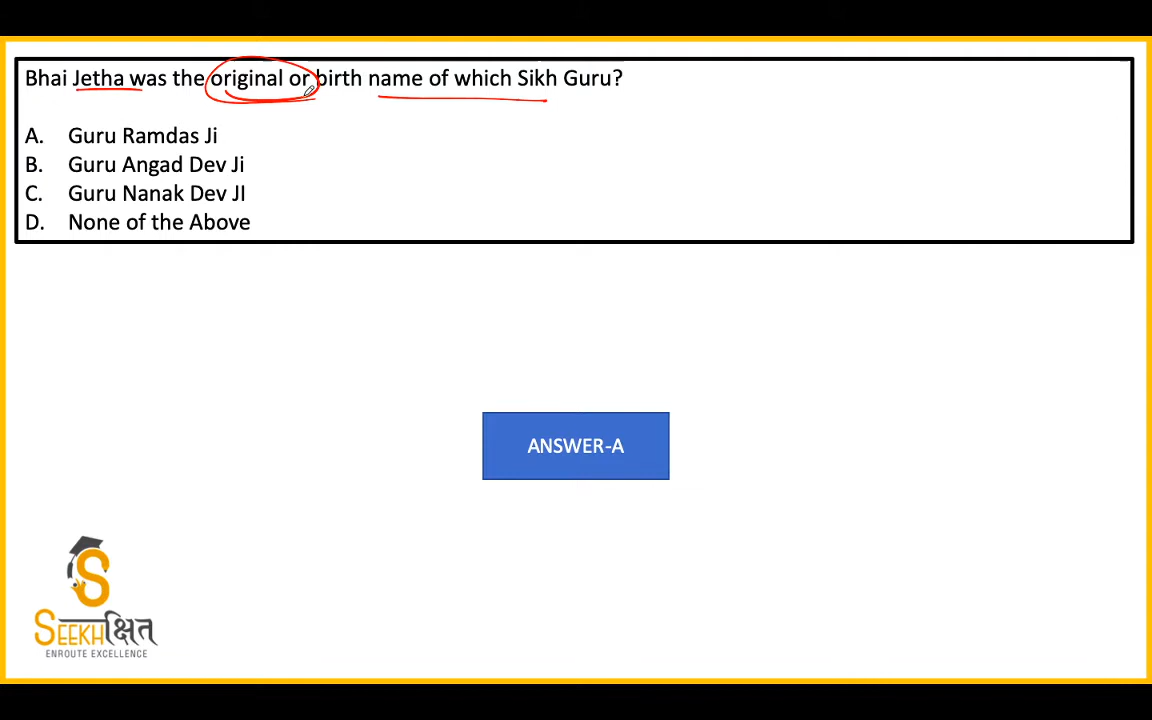 Bhai Jetha was the original or birth name of which Sikh Guru?
A. Guru Ramdas Ji
B. Guru Angad Dev Ji
C. Guru Nanak Dev JI
D. None of the Above
ANSWER-A
S
SEEKHक्षित
ENROUTE EXCELLENCE